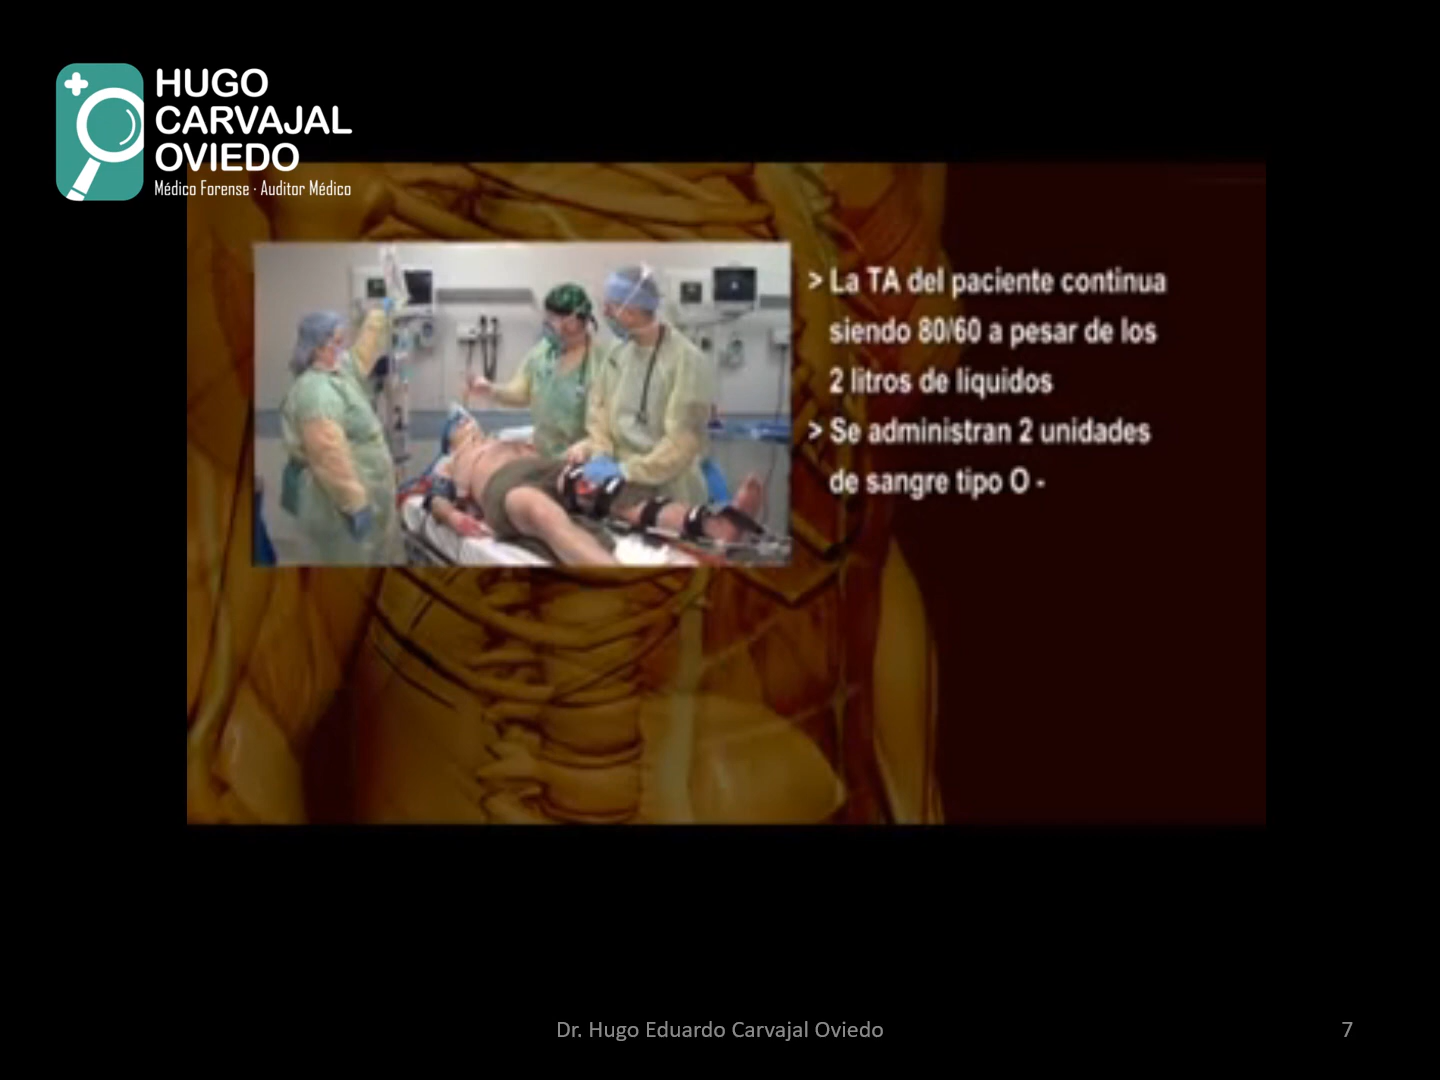 HUGO
CARVAJAL
OVIEDO
Médico Forense · Auditor Médico
> La TA del paciente continua
siendo 80/60 a pesar de los
2 litros de líquidos
> Se administran 2 unidades
de sangre tipo O -
Dr. Hugo Eduardo Carvajal Oviedo
7